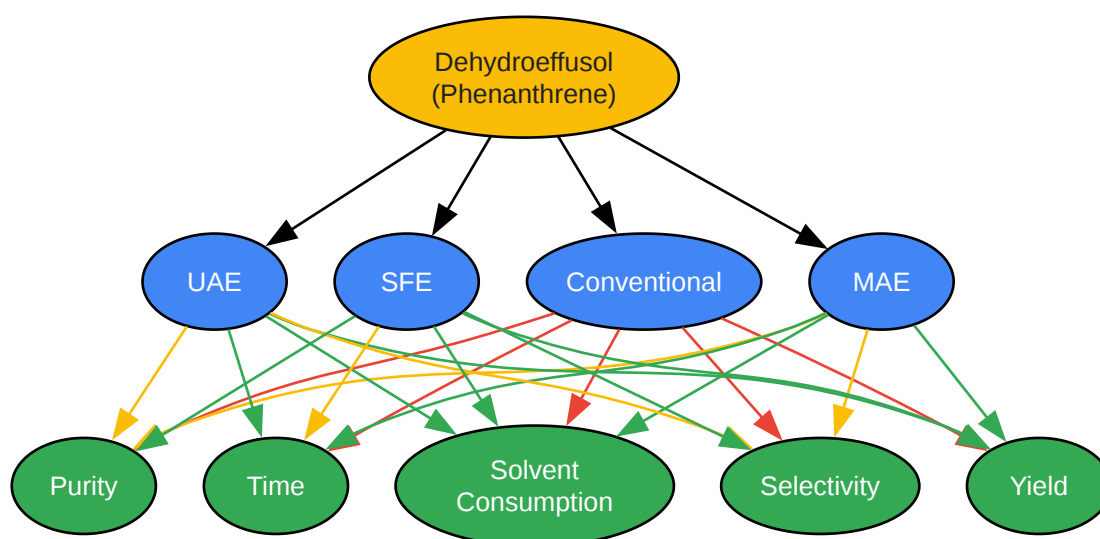 Dehydroeffusol
(Phenanthrene)
UAE
SFE
Conventional
MAE
Purity
Time
Solvent
Consumption
Selectivity
Yield